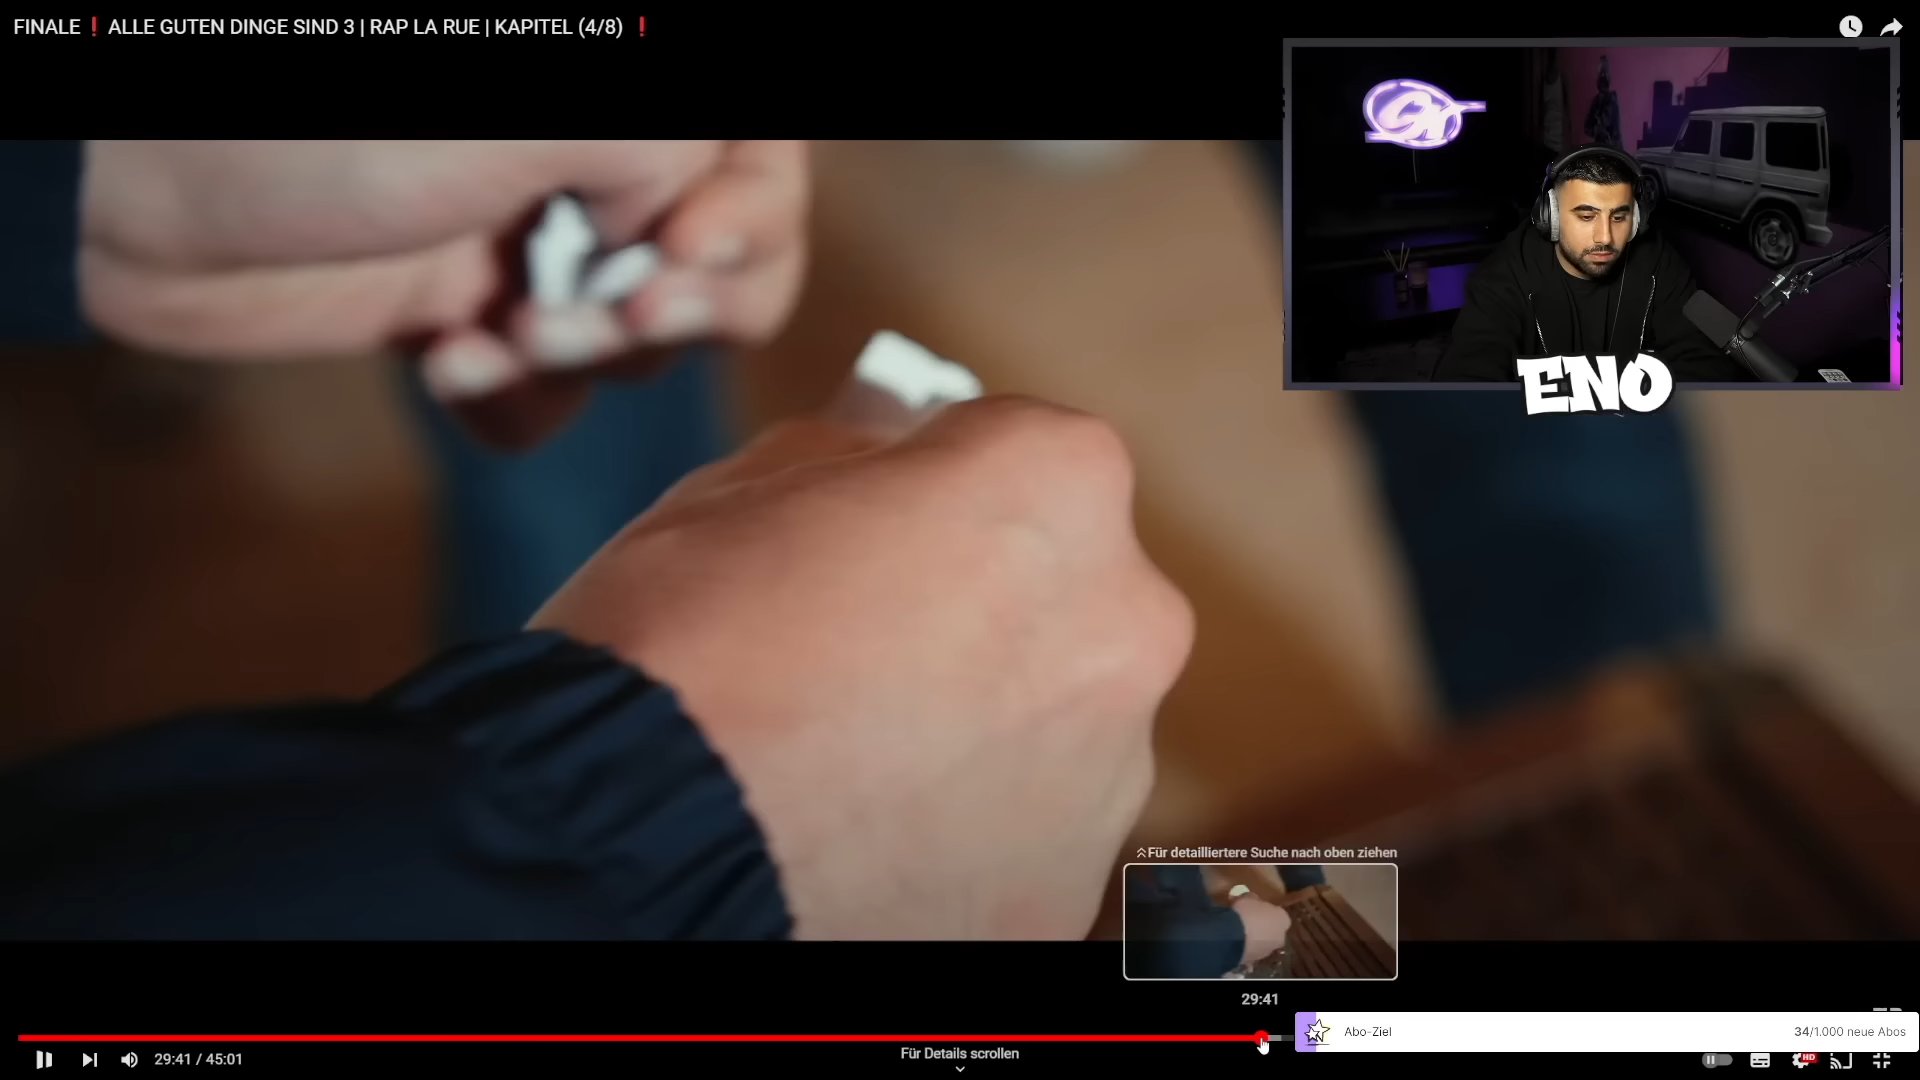 FINALE❗ALLE GUTEN DINGE SIND 3 | RAP LA RUE | KAPITEL (4/8) ❗
ENO
Für detailliertere Suche nach oben ziehen
29:41
Abo-Ziel
34/1.000 neue Abos
29:41 / 45:01
Für Details scrollen
HD